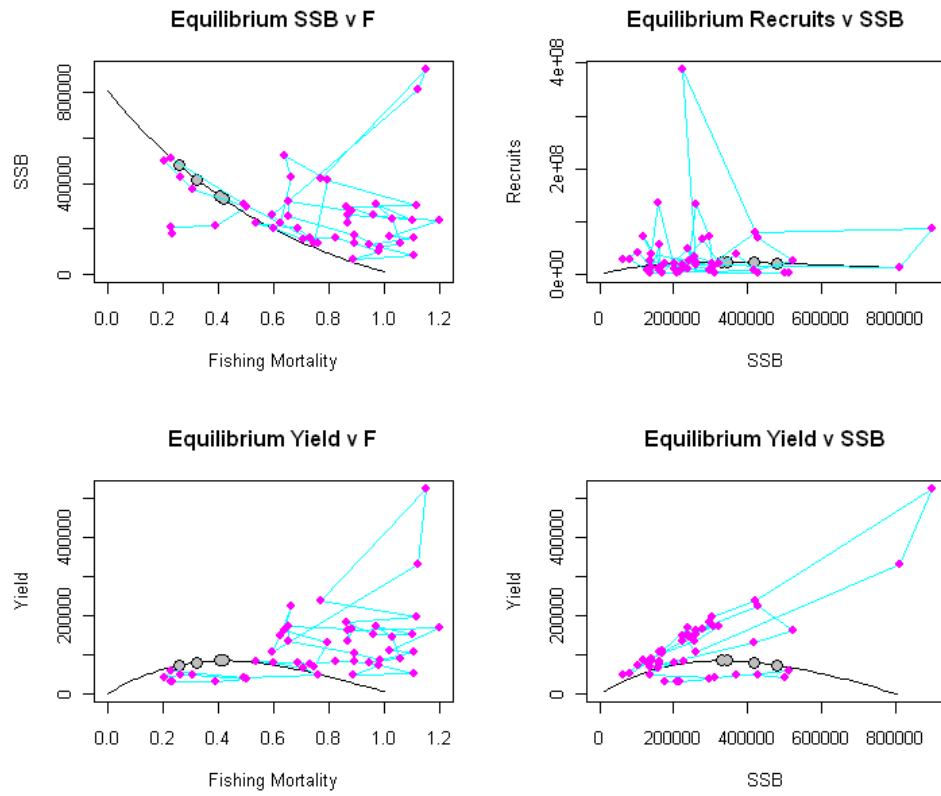 Equilibrium SSB v F
SSB
0 400000 800000
0.0 0.2 0.4 0.6 0.8 1.0 1.2
Fishing Mortality
Equilibrium Recruits v SSB
Recruits
0e+00 2e+08 4e+08
0 200000 400000 600000 800000
SSB
Equilibrium Yield v F
Yield
0 200000 400000
0.0 0.2 0.4 0.6 0.8 1.0 1.2
Fishing Mortality
Equilibrium Yield v SSB
Yield
0 200000 400000
0 200000 400000 600000 800000
SSB